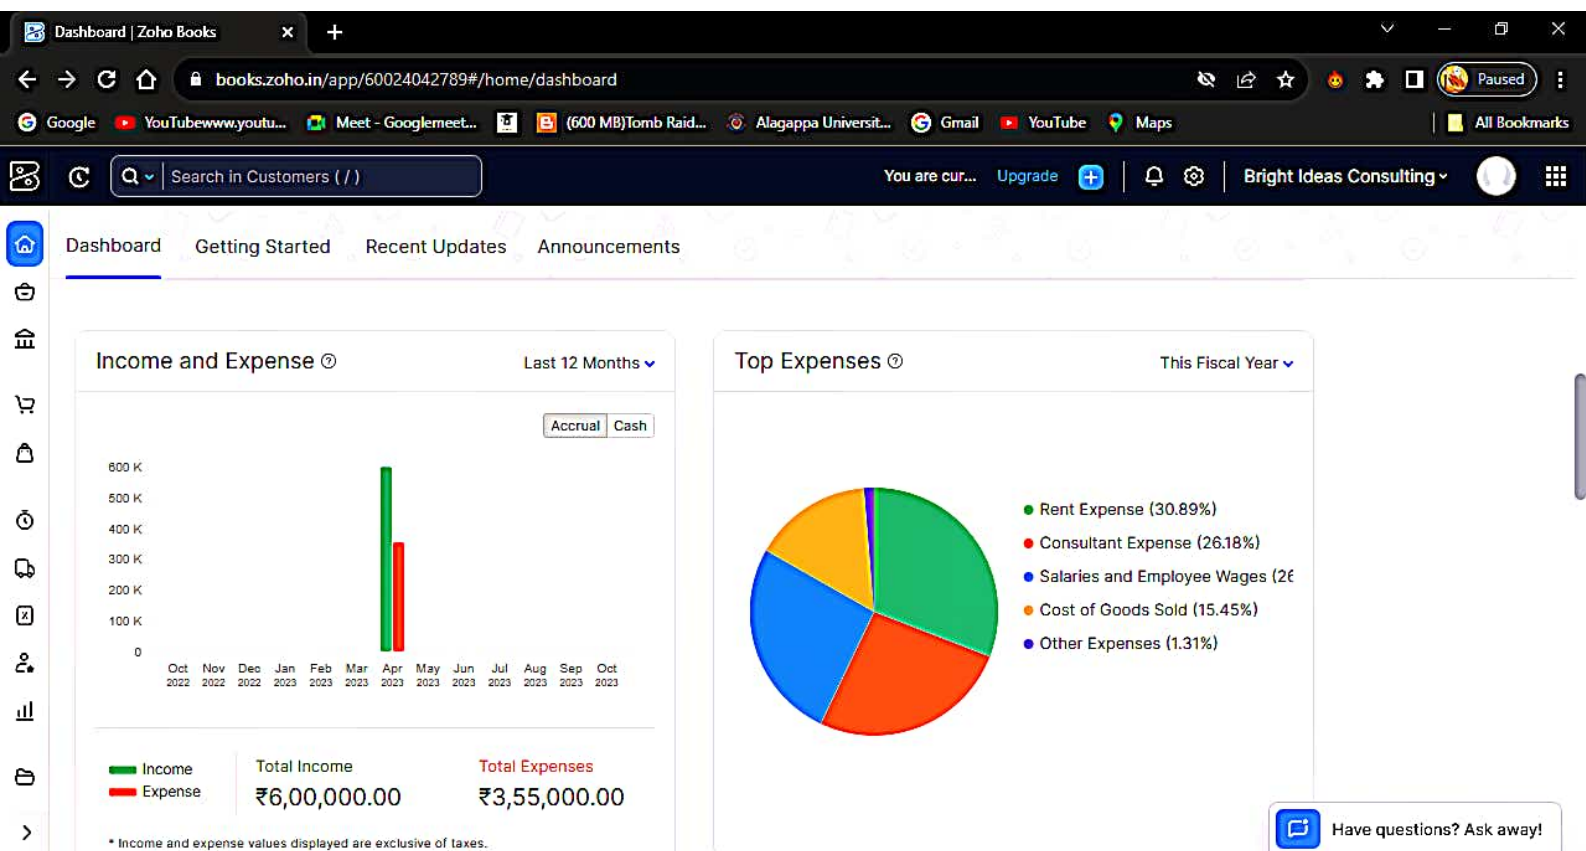 Dashboard | Zoho Books
books.zoho.in/app/60024042789#/home/dashboard
Paused
Google YouTubewww.youtu... Meet - Googlemeet... (600 MB)Tomb Raid... Alagappa Universit... Gmail YouTube Maps All Bookmarks
Search in Customers ( / ) You are cur... Upgrade Bright Ideas Consulting
Dashboard Getting Started Recent Updates Announcements
Income and Expense Last 12 Months
Accrual Cash
600 K
500 K
400 K
300 K
200 K
100 K
0
Oct Nov Dec Jan Feb Mar Apr May Jun Jul Aug Sep Oct
2022 2022 2022 2023 2023 2023 2023 2023 2023 2023 2023 2023 2023
Income
Expense
Total Income
₹6,00,000.00
Total Expenses
₹3,55,000.00
* Income and expense values displayed are exclusive of taxes.
Top Expenses This Fiscal Year
Rent Expense (30.89%)
Consultant Expense (26.18%)
Salaries and Employee Wages (26
Cost of Goods Sold (15.45%)
Other Expenses (1.31%)
Have questions? Ask away!